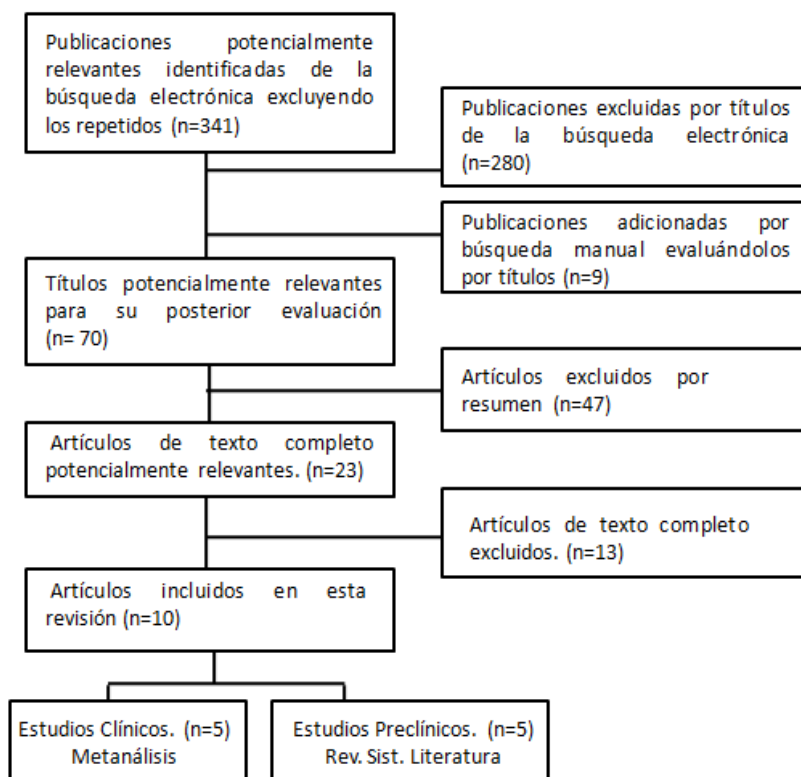 Publicaciones potencialmente
relevantes identificadas de la
búsqueda electrónica excluyendo
los repetidos (n=341)
Publicaciones excluidas por títulos
de la búsqueda electrónica
(n=280)
Publicaciones adicionadas por
búsqueda manual evaluándolos
por títulos (n=9)
Títulos potencialmente relevantes
para su posterior evaluación
(n= 70)
Artículos excluidos por
resumen (n=47)
Artículos de texto completo
potencialmente relevantes. (n=23)
Artículos de texto completo
excluidos. (n=13)
Artículos incluidos en esta
revisión (n=10)
Estudios Clínicos. (n=5)
Metanálisis
Estudios Preclínicos. (n=5)
Rev. Sist. Literatura